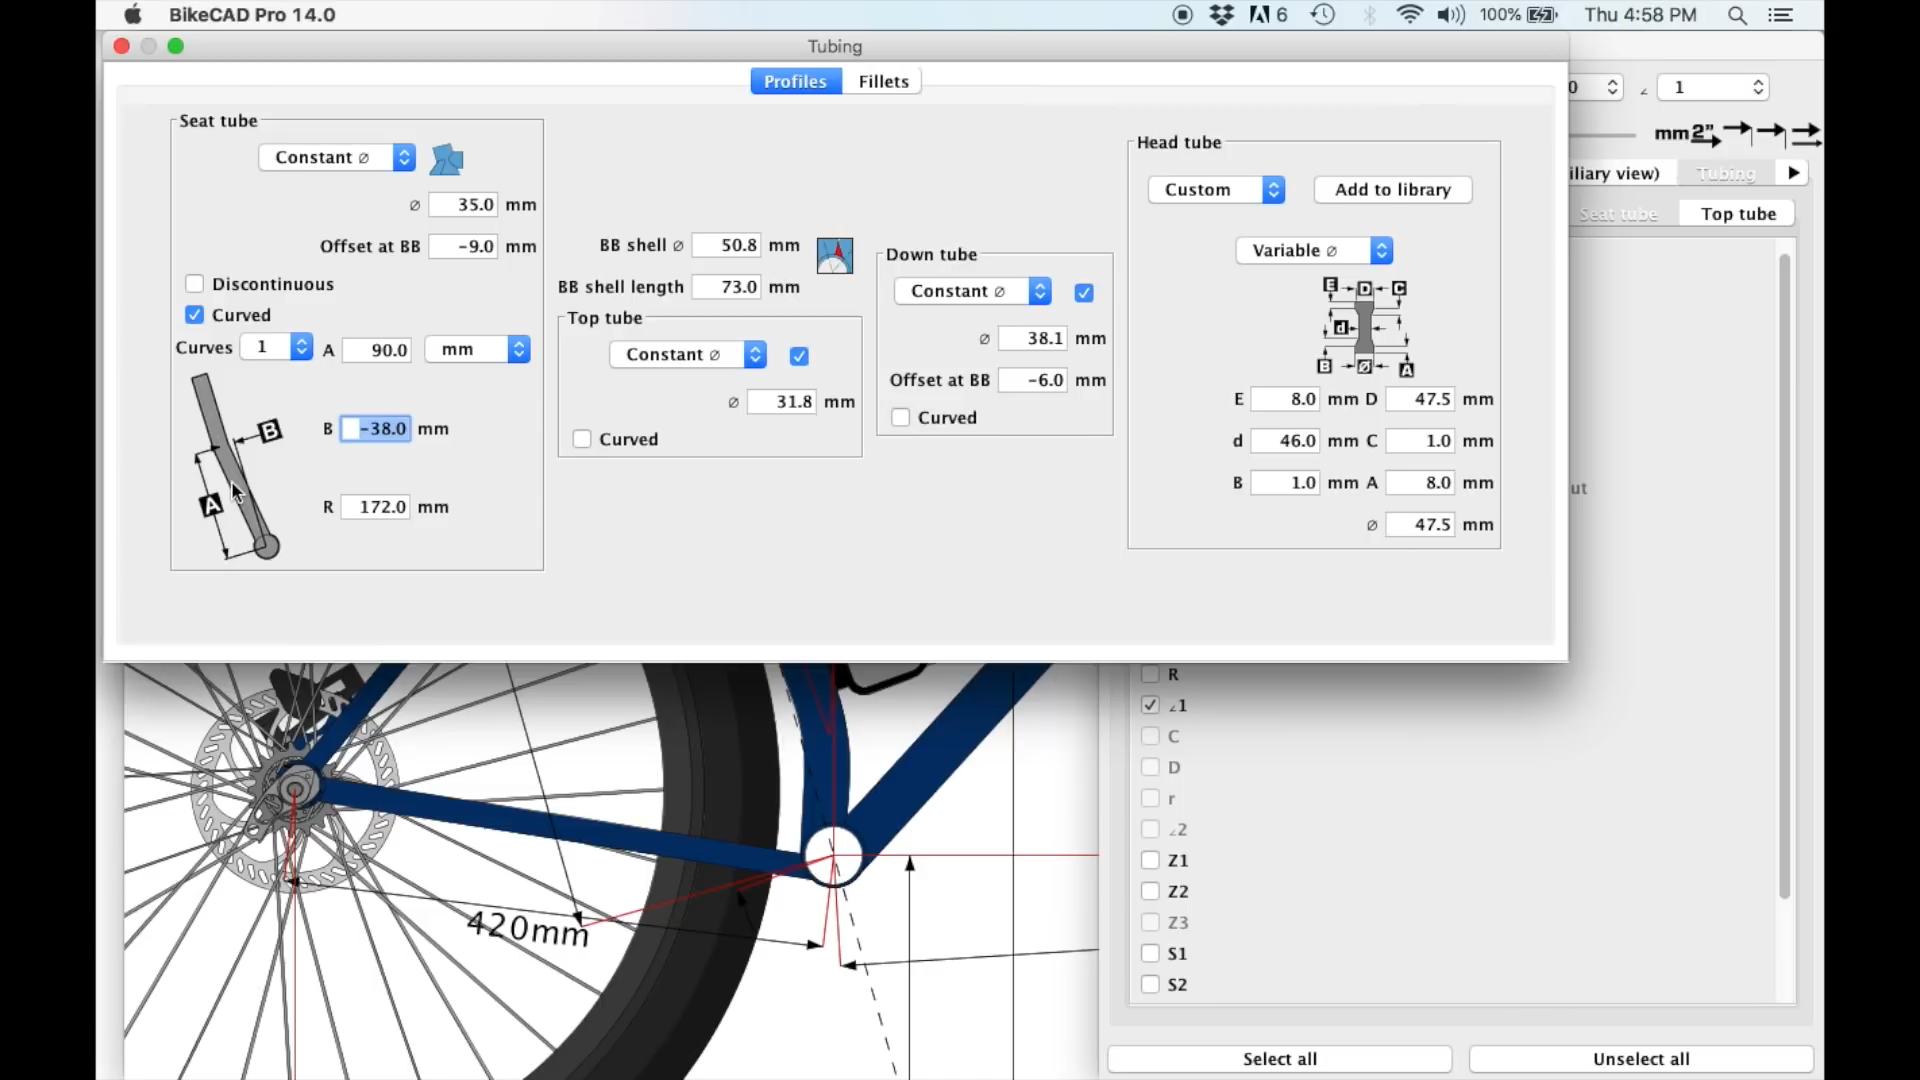 BikeCAD Pro 14.0
6
100%
Thu 4:58 PM
Tubing
Profiles
Fillets
Seat tube
Constant ⌀
⌀ 35.0 mm
Offset at BB -9.0 mm
Discontinuous
Curved
Curves 1 A 90.0 mm
B
B -38.0 mm
A
R 172.0 mm
BB shell ⌀ 50.8 mm
BB shell length 73.0 mm
Top tube
Constant ⌀
⌀ 31.8 mm
Curved
Down tube
Constant ⌀
⌀ 38.1 mm
Offset at BB -6.0 mm
Curved
Head tube
Custom
Add to library
Variable ⌀
E D C
d
B ⌀ A
E 8.0 mm D 47.5 mm
d 46.0 mm C 1.0 mm
B 1.0 mm A 8.0 mm
⌀ 47.5 mm
0
∠ 1
mm 2"
iliary view)
Tubing
Seat tube
Top tube
ut
R
∠1
C
D
r
∠2
Z1
Z2
Z3
S1
S2
Select all
Unselect all
420mm